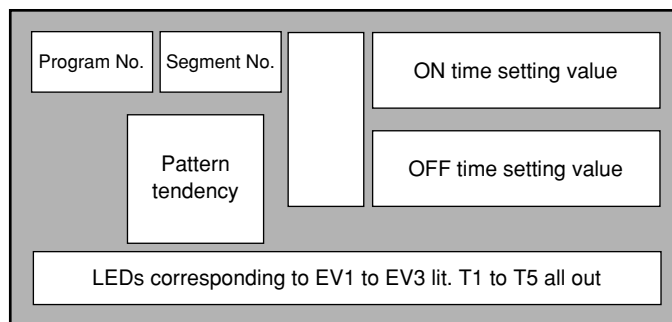 Program No.
Segment No.
ON time setting value
Pattern
tendency
OFF time setting value
LEDs corresponding to EV1 to EV3 lit. T1 to T5 all out